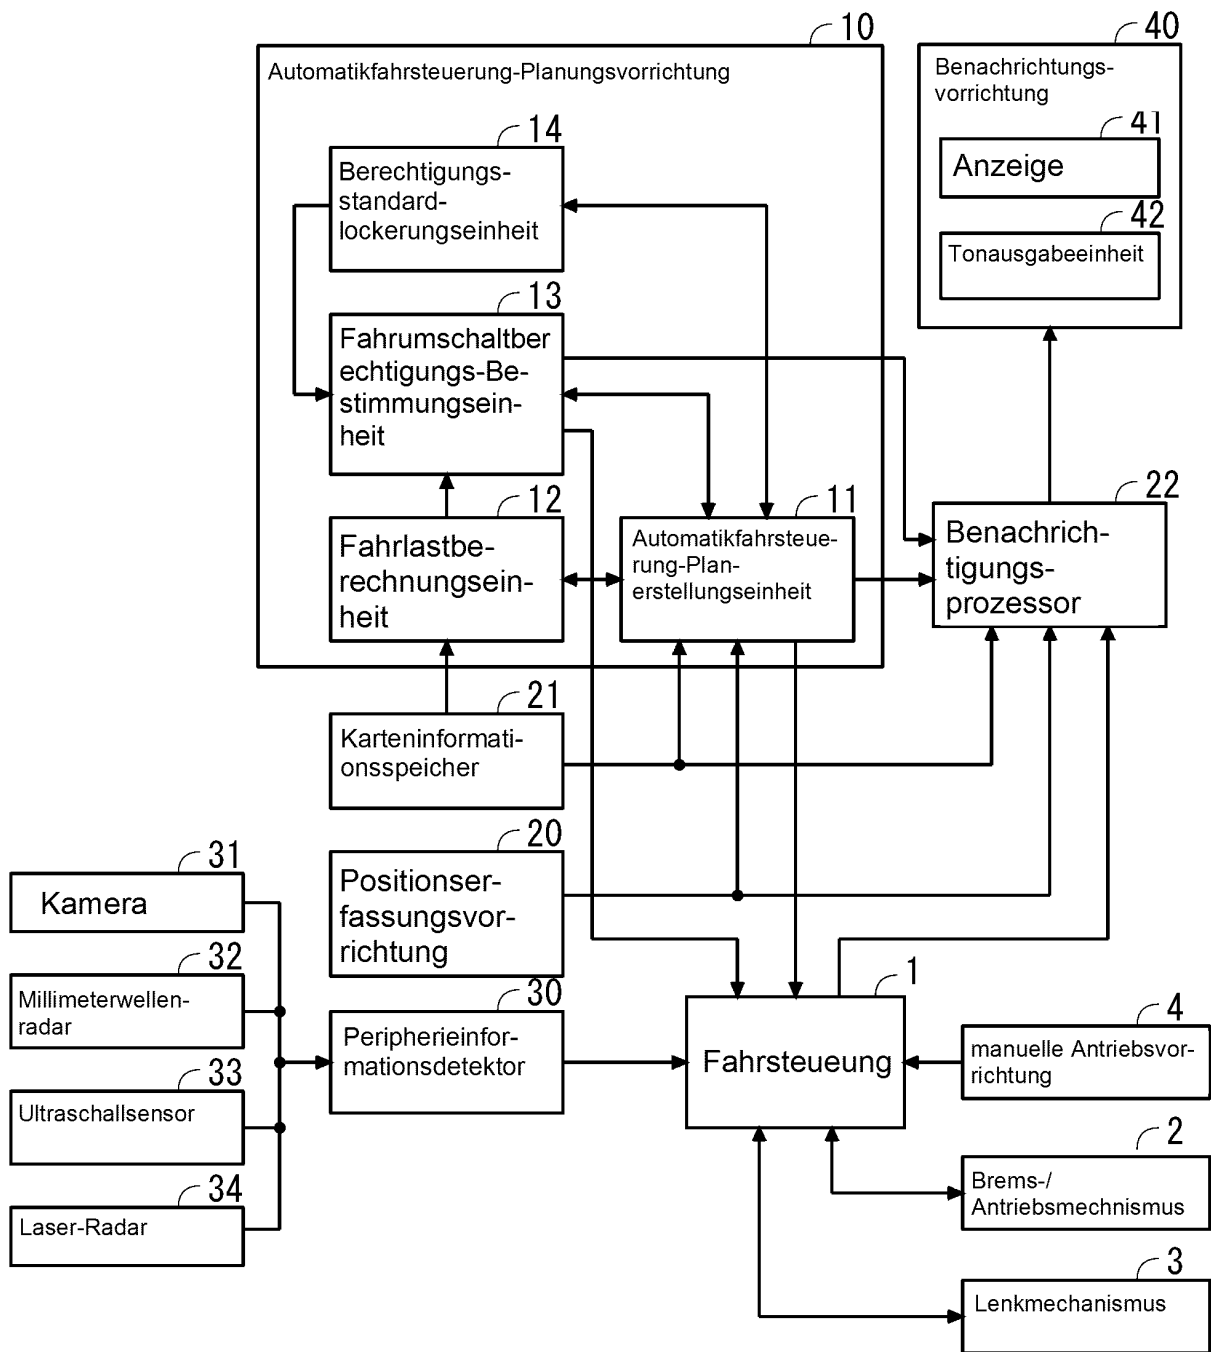 10
Automatikfahrsteuerung-Planungsvorrichtung
14
Berechtigungs-
standard-
lockerungseinheit
13
Fahrumschaltber
echtigungs-Be-
stimmungsein-
heit
12
Fahrlastbe-
rechnungsein-
heit
11
Automatikfahrsteue-
rung-Plan-
erstellungseinheit
40
Benachrichtungs-
vorrichtung
41
Anzeige
42
Tonausgabeeinheit
22
Benachrich-
tigungs-
prozessor
21
Karteninformati-
onsspeicher
20
Positionser-
fassungsvor-
richtung
31
Kamera
32
Millimeterwellen-
radar
33
Ultraschallsensor
34
Laser-Radar
30
Peripherieinfor-
mationsdetektor
1
Fahrsteueung
4
manuelle Antriebsvor-
richtung
2
Brems-/
Antriebsmechnismus
3
Lenkmechanismus